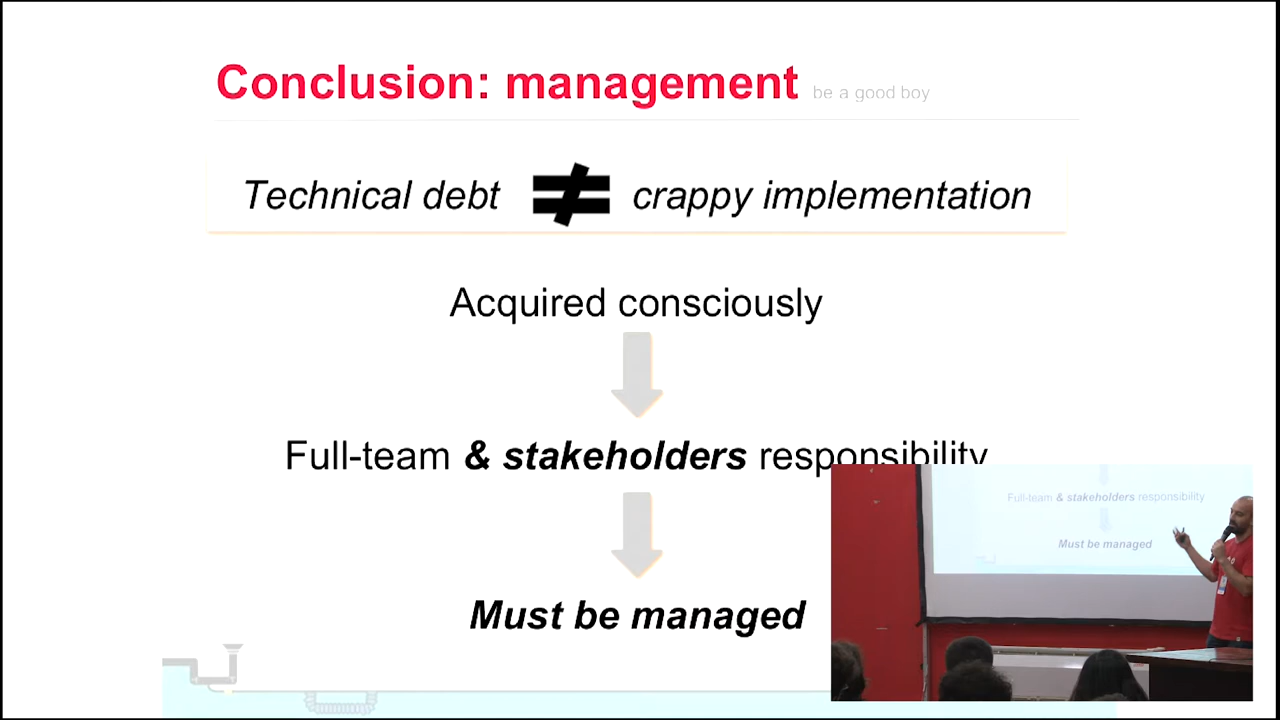 Conclusion: management be a good boy
Technical debt ≠ crappy implementation
Acquired consciously
Full-team & stakeholders responsibility
Must be managed
Full-team & stakeholders responsibility
Must be managed